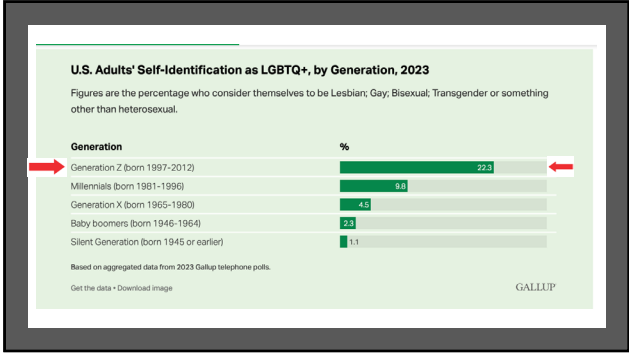 U.S. Adults' Self-Identification as LGBTQ+, by Generation, 2023
Figures are the percentage who consider themselves to be Lesbian; Gay; Bisexual; Transgender or something
other than heterosexual.
Generation %
Generation Z (born 1997-2012) 22.3
Millennials (born 1981-1996) 9.8
Generation X (born 1965-1980) 4.5
Baby boomers (born 1946-1964) 2.3
Silent Generation (born 1945 or earlier) 1.1
Based on aggregated data from 2023 Gallup telephone polls.
Get the data • Download image GALLUP